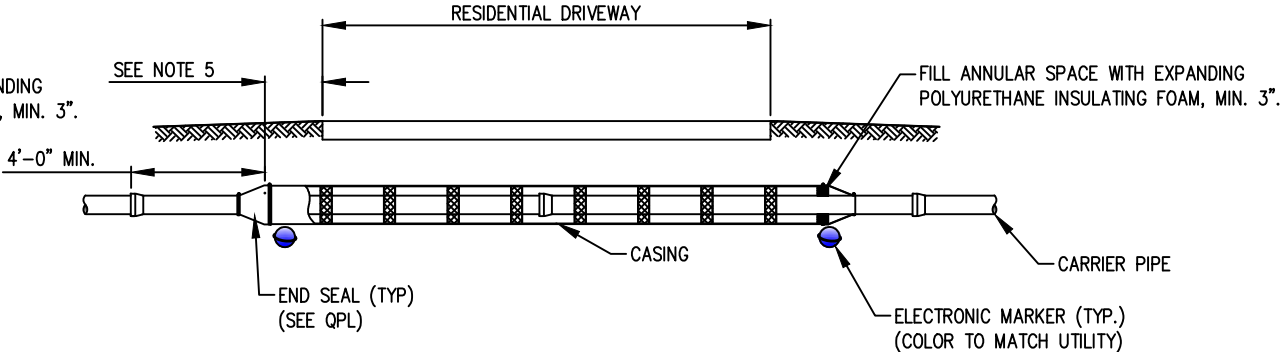 RESIDENTIAL DRIVEWAY
SEE NOTE 5
NDING
, MIN. 3".
FILL ANNULAR SPACE WITH EXPANDING
POLYURETHANE INSULATING FOAM, MIN. 3".
4'-0" MIN.
CASING
CARRIER PIPE
END SEAL (TYP)
(SEE QPL)
ELECTRONIC MARKER (TYP.)
(COLOR TO MATCH UTILITY)